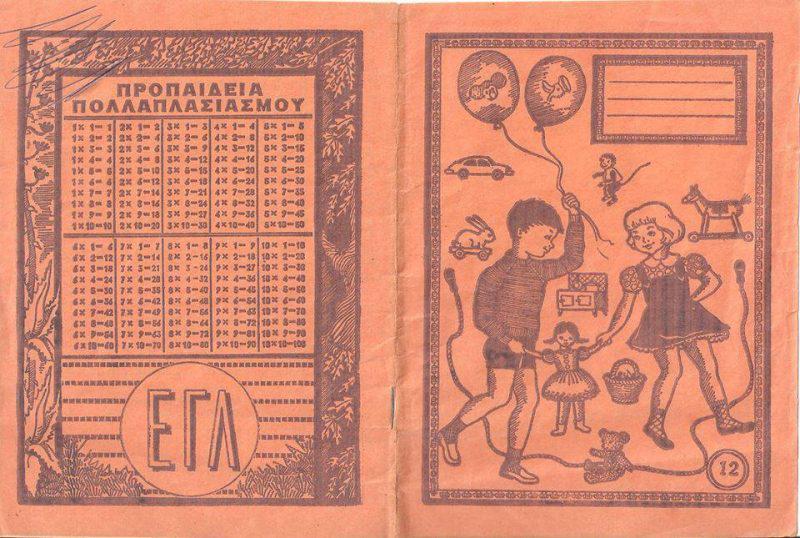 ΠΡΟΠΑΙΔΕΙΑ
ΠΟΛΛΑΠΛΑΣΙΑΣΜΟΥ
1× 1= 1 2× 1= 2 3× 1= 3 4× 1= 4 5× 1= 5
1× 2= 2 2× 2= 4 3× 2= 6 4× 2= 8 5× 2=10
1× 3= 3 2× 3= 6 3× 3= 9 4× 3=12 5× 3=15
1× 4= 4 2× 4= 8 3× 4=12 4× 4=16 5× 4=20
1× 5= 5 2× 5=10 3× 5=15 4× 5=20 5× 5=25
1× 6= 6 2× 6=12 3× 6=18 4× 6=24 5× 6=30
1× 7= 7 2× 7=14 3× 7=21 4× 7=28 5× 7=35
1× 8= 8 2× 8=16 3× 8=24 4× 8=32 5× 8=40
1× 9= 9 2× 9=18 3× 9=27 4× 9=36 5× 9=45
1×10=10 2×10=20 3×10=30 4×10=40 5×10=50
6× 1= 6 7× 1= 7 8× 1= 8 9× 1= 9 10× 1=10
6× 2=12 7× 2=14 8× 2=16 9× 2=18 10× 2=20
6× 3=18 7× 3=21 8× 3=24 9× 3=27 10× 3=30
6× 4=24 7× 4=28 8× 4=32 9× 4=36 10× 4=40
6× 5=30 7× 5=35 8× 5=40 9× 5=45 10× 5=50
6× 6=36 7× 6=42 8× 6=48 9× 6=54 10× 6=60
6× 7=42 7× 7=49 8× 7=56 9× 7=63 10× 7=70
6× 8=48 7× 8=56 8× 8=64 9× 8=72 10× 8=80
6× 9=54 7× 9=63 8× 9=72 9× 9=81 10× 9=90
6×10=60 7×10=70 8×10=80 9×10=90 10×10=100
ΕΓΛ
12